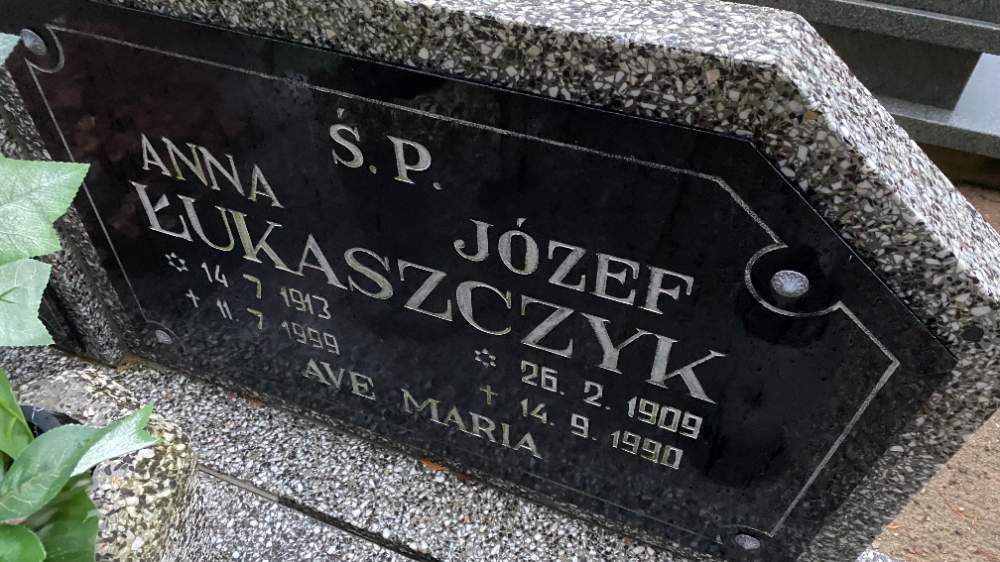 Ś. P.
ANNA JÓZEF
ŁUKASZCZYK
14 7 1913 26. 2. 1909
+ 11. 7 1999 + 14. 9. 1990
AVE MARIA